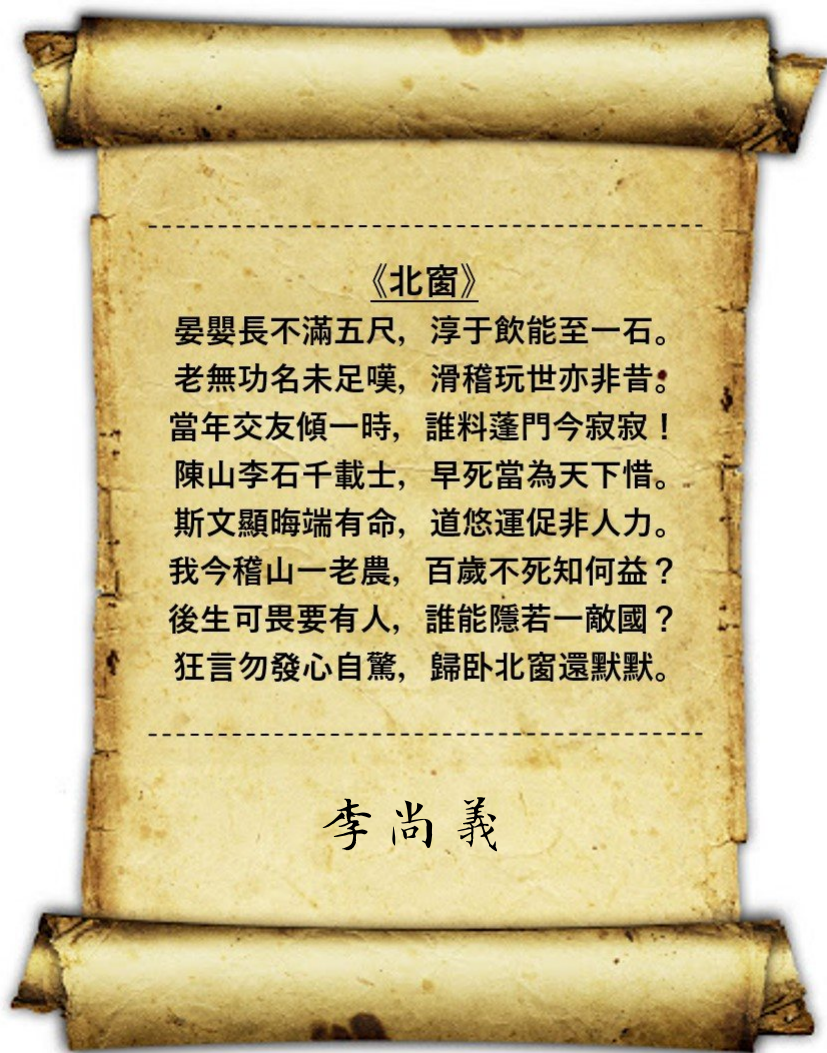 《北窗》
晏嬰長不滿五尺，淳于飲能至一石。
老無功名未足嘆，滑稽玩世亦非昔。
當年交友傾一時，誰料蓬門今寂寂！
陳山李石千載士，早死當為天下惜。
斯文顯晦端有命，道悠運促非人力。
我今稽山一老農，百歲不死知何益？
後生可畏要有人，誰能隱若一敵國？
狂言勿發心自驚，歸卧北窗還默默。
李尚義